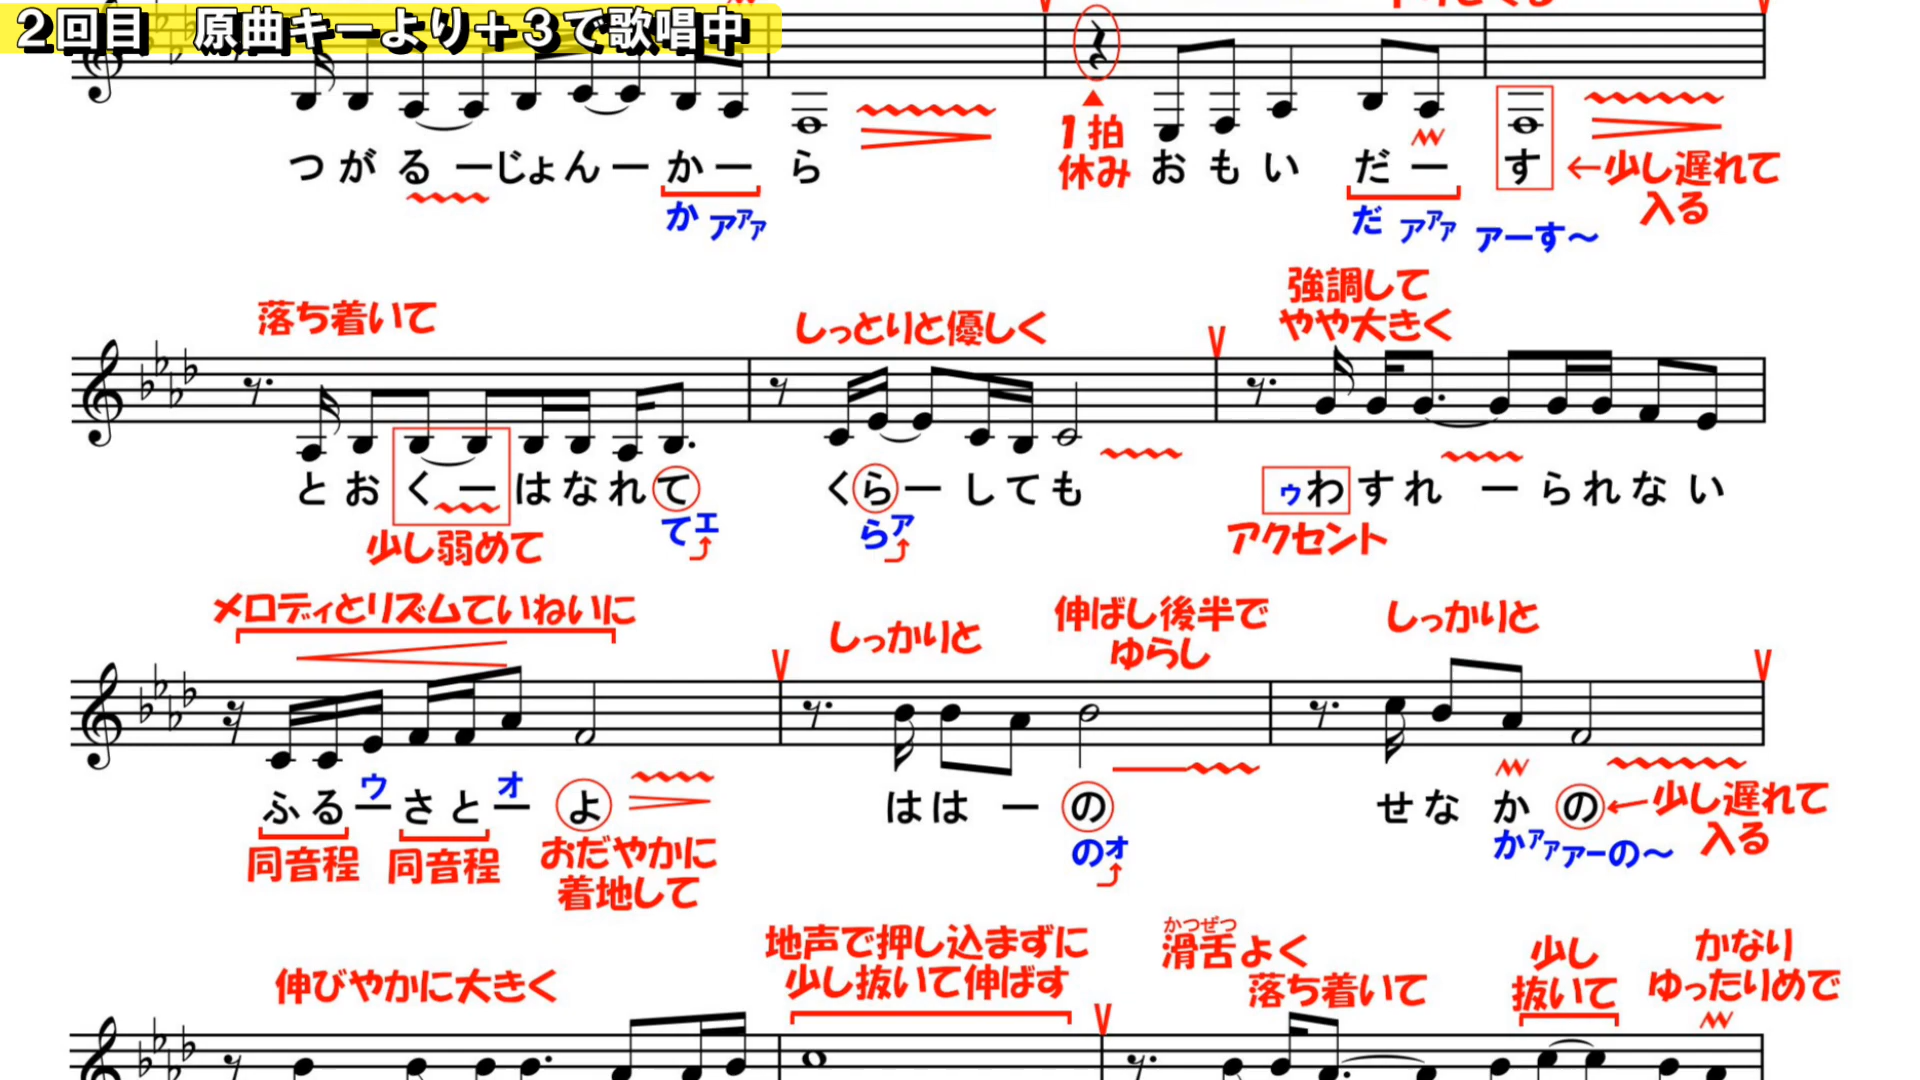 ２回目　原曲キーより＋３で歌唱中
つがるーじょんーかーら
か アアア
1拍
休み
おもいだーす
←少し遅れて
入る
だ アアア アーす～
落ち着いて
しっとりと優しく
強調して
やや大きく
とおくーはなれて
くらーしても
ゥわすれーられない
少し弱めて
てエ
らア
アクセント
メロディとリズムていねいに
しっかりと
伸ばし後半で
ゆらし
しっかりと
ウ オ
ふるーさとーよ
ははーの
せなかの
←少し遅れて
入る
同音程
同音程
おだやかに
着地して
のオ
かアアアーの～
伸びやかに大きく
地声で押し込まずに
少し抜いて伸ばす
かつぜつ
滑舌よく
落ち着いて
少し
抜いて
かなり
ゆったりめで